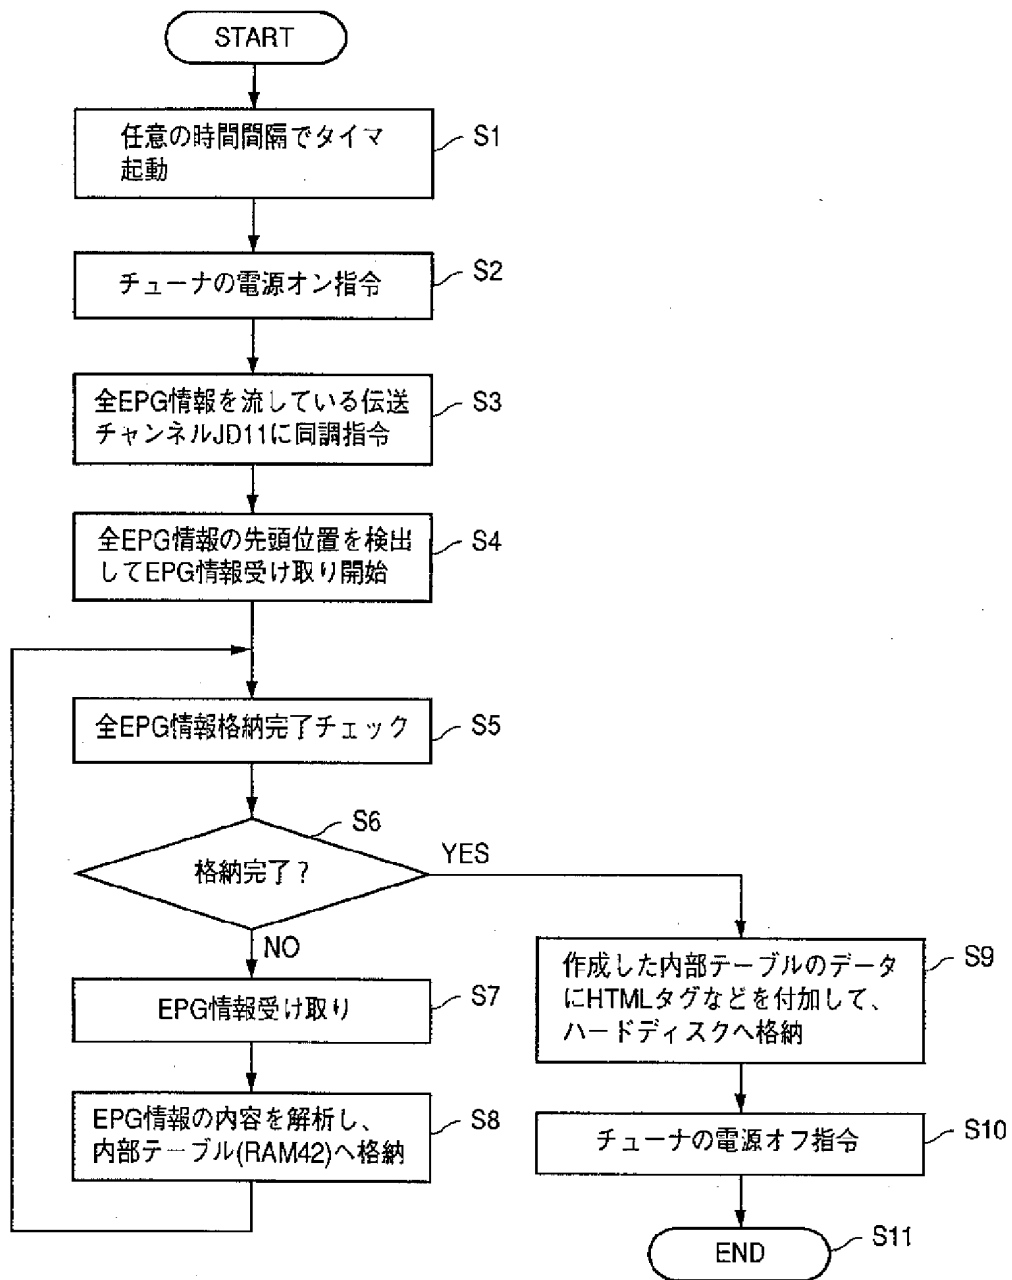 START
任意の時間間隔でタイマ
起動
S1
チューナの電源オン指令
S2
全EPG情報を流している伝送
チャンネルJD11に同調指令
S3
全EPG情報の先頭位置を検出
してEPG情報受け取り開始
S4
全EPG情報格納完了チェック
S5
S6
格納完了?
YES
NO
EPG情報受け取り
S7
EPG情報の内容を解析し、
内部テーブル(RAM42)へ格納
S8
作成した内部テーブルのデータ
にHTMLタグなどを付加して、
ハードディスクへ格納
S9
チューナの電源オフ指令
S10
END
S11